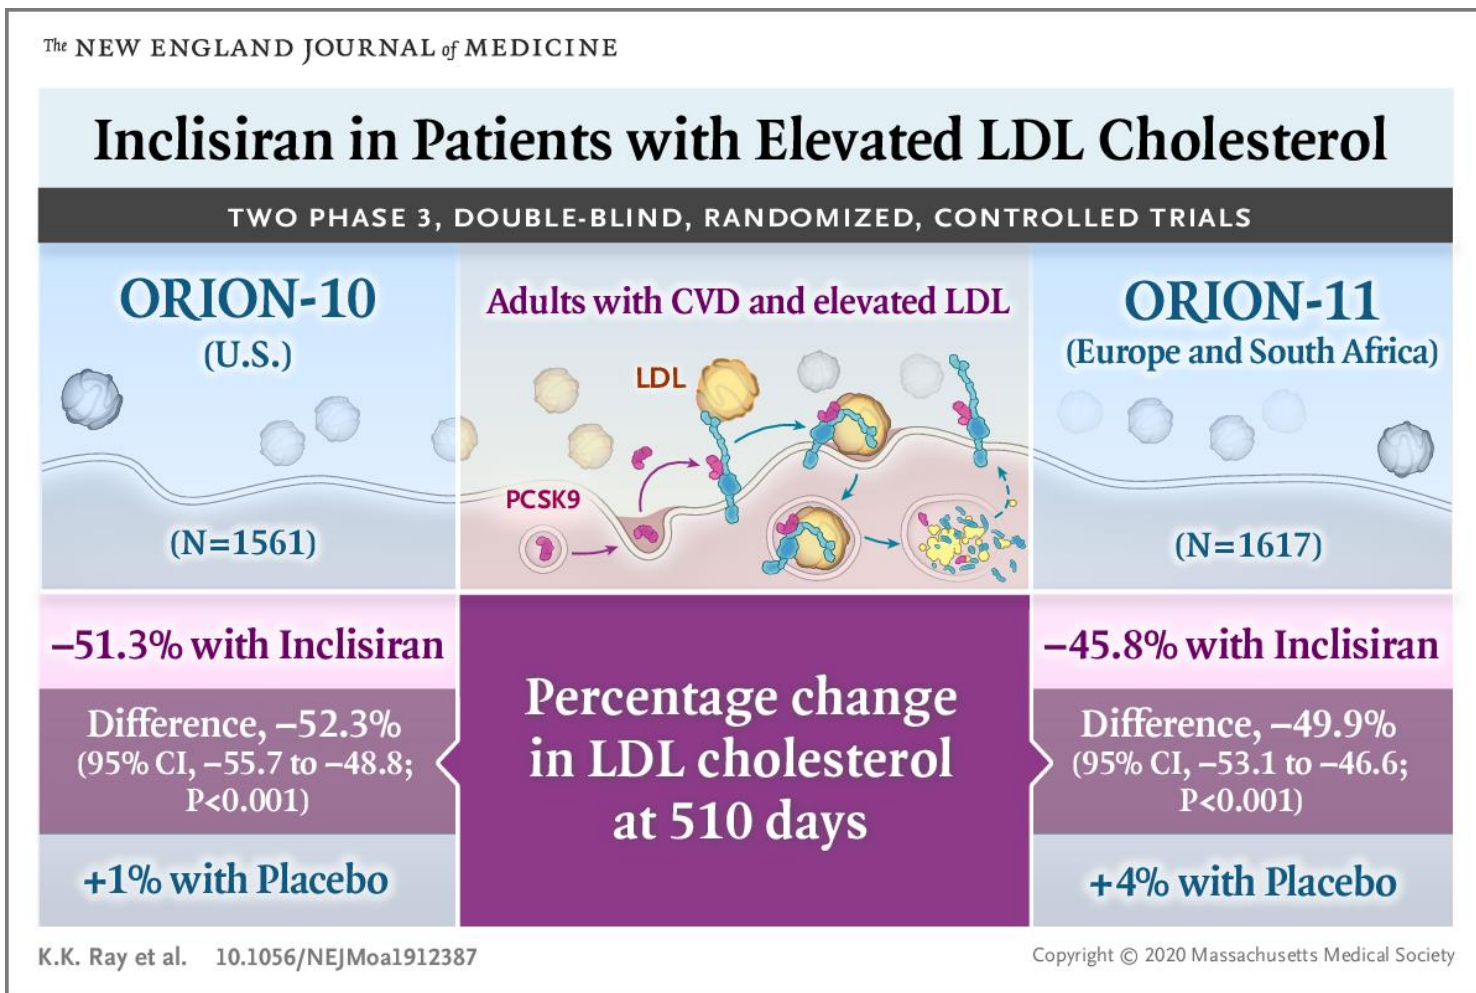 The NEW ENGLAND JOURNAL of MEDICINE
Inclisiran in Patients with Elevated LDL Cholesterol
TWO PHASE 3, DOUBLE-BLIND, RANDOMIZED, CONTROLLED TRIALS
ORION-10
(U.S.)
(N=1561)
Adults with CVD and elevated LDL
LDL
PCSK9
ORION-11
(Europe and South Africa)
(N=1617)
–51.3% with Inclisiran
Difference, –52.3%
(95% CI, –55.7 to –48.8;
P<0.001)
+1% with Placebo
Percentage change
in LDL cholesterol
at 510 days
–45.8% with Inclisiran
Difference, –49.9%
(95% CI, –53.1 to –46.6;
P<0.001)
+4% with Placebo
K.K. Ray et al. 10.1056/NEJMoa1912387
Copyright © 2020 Massachusetts Medical Society